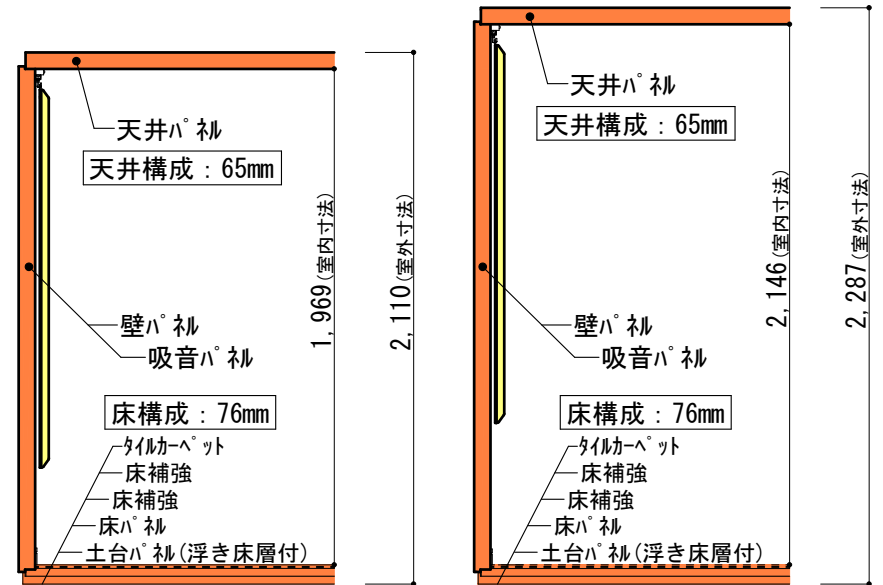 天井パネル
天井構成：65mm
1,969(室内寸法)
2,110(室外寸法)
壁パネル
吸音パネル
床構成：76mm
タイルカーペット
床補強
床補強
床パネル
土台パネル(浮き床層付)
天井パネル
天井構成：65mm
2,146(室内寸法)
2,287(室外寸法)
壁パネル
吸音パネル
床構成：76mm
タイルカーペット
床補強
床補強
床パネル
土台パネル(浮き床層付)